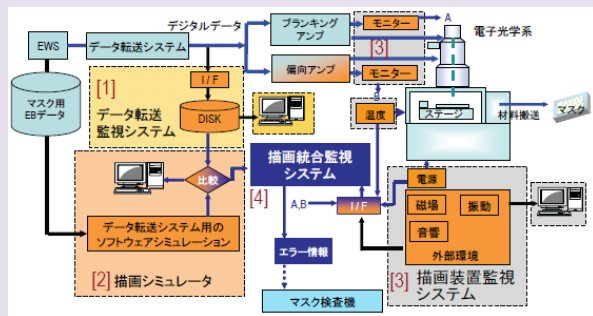 デジタルデータ
EWS
データ転送システム
ブランキング
アンプ
[3]
モニター
A
電子光学系
偏向アンプ
モニター
B
[1]
I/F
マスク用
EBデータ
データ転送
監視システム
DISK
温度
ステージ
材料搬送
マスク
比較
[4]
描画統合監視
システム
電源
A,B
I/F
磁場
振動
音響
外部環境
データ転送システム用の
ソフトウェアシミュレーション
エラー情報
[2] 描画シミュレータ
マスク検査機
[3] 描画装置監視
システム